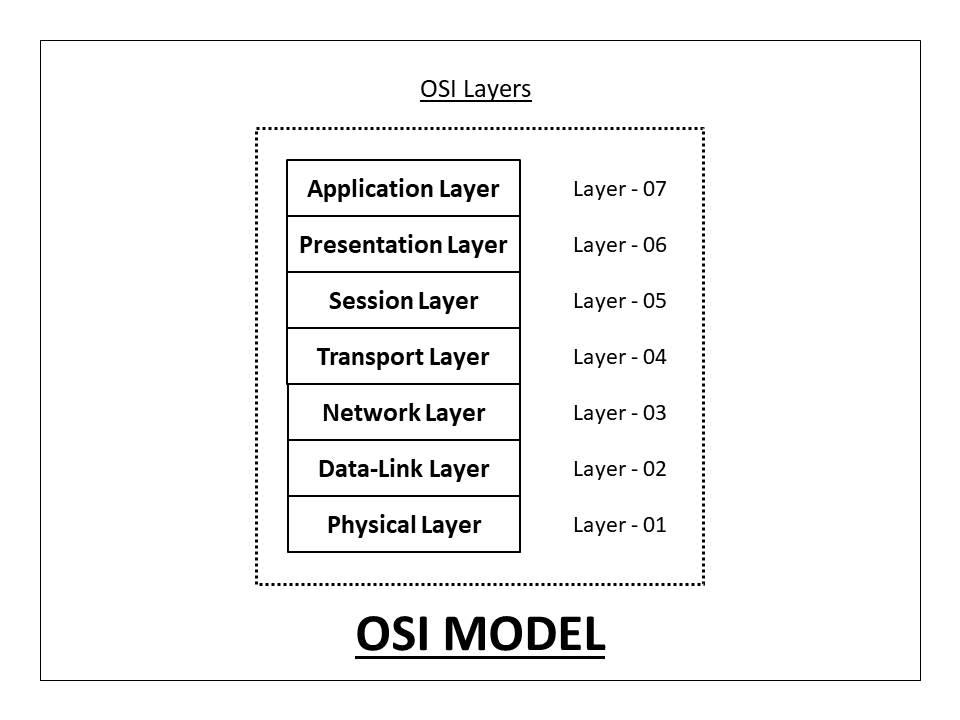 OSI Layers
Application Layer Layer - 07
Presentation Layer Layer - 06
Session Layer Layer - 05
Transport Layer Layer - 04
Network Layer Layer - 03
Data-Link Layer Layer - 02
Physical Layer Layer - 01
OSI MODEL